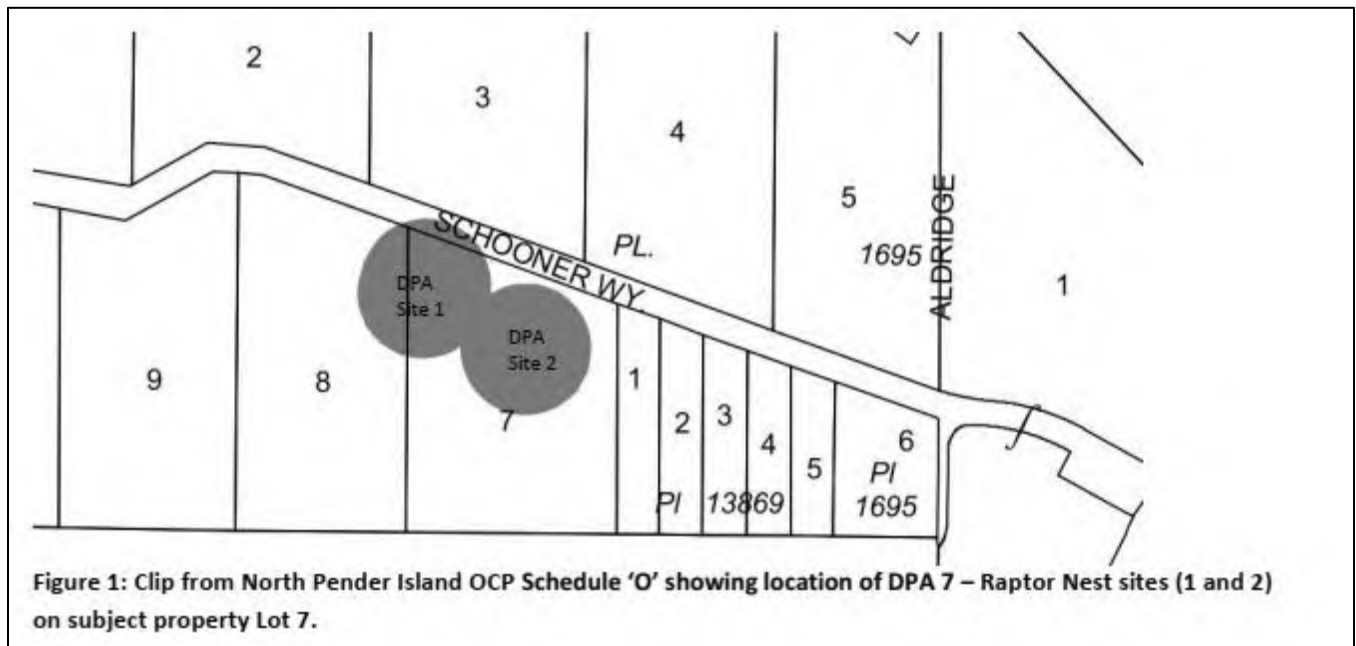 2
3
4
5
1695
ALDRIDGE
1
SCHOONER WY.
PL.
DPA
Site 1
DPA
Site 2
9
8
7
1
2
3
4
5
6
Pl
1695
Pl 13869
Figure 1: Clip from North Pender Island OCP Schedule 'O' showing location of DPA 7 – Raptor Nest sites (1 and 2)
on subject property Lot 7.